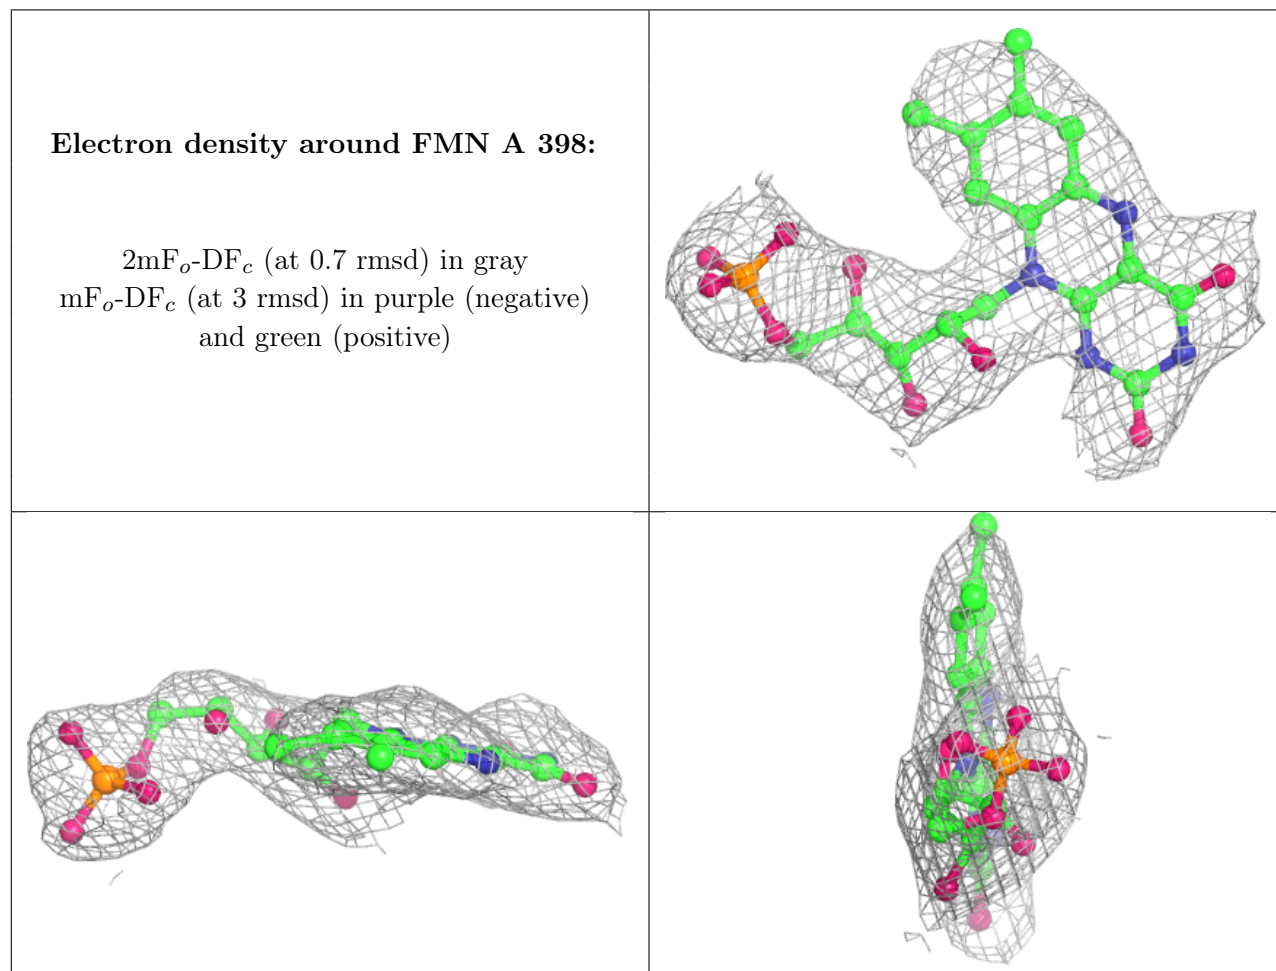 Electron density around FMN A 398:
2mFₒ-DF𝒸 (at 0.7 rmsd) in gray
mFₒ-DF𝒸 (at 3 rmsd) in purple (negative)
and green (positive)